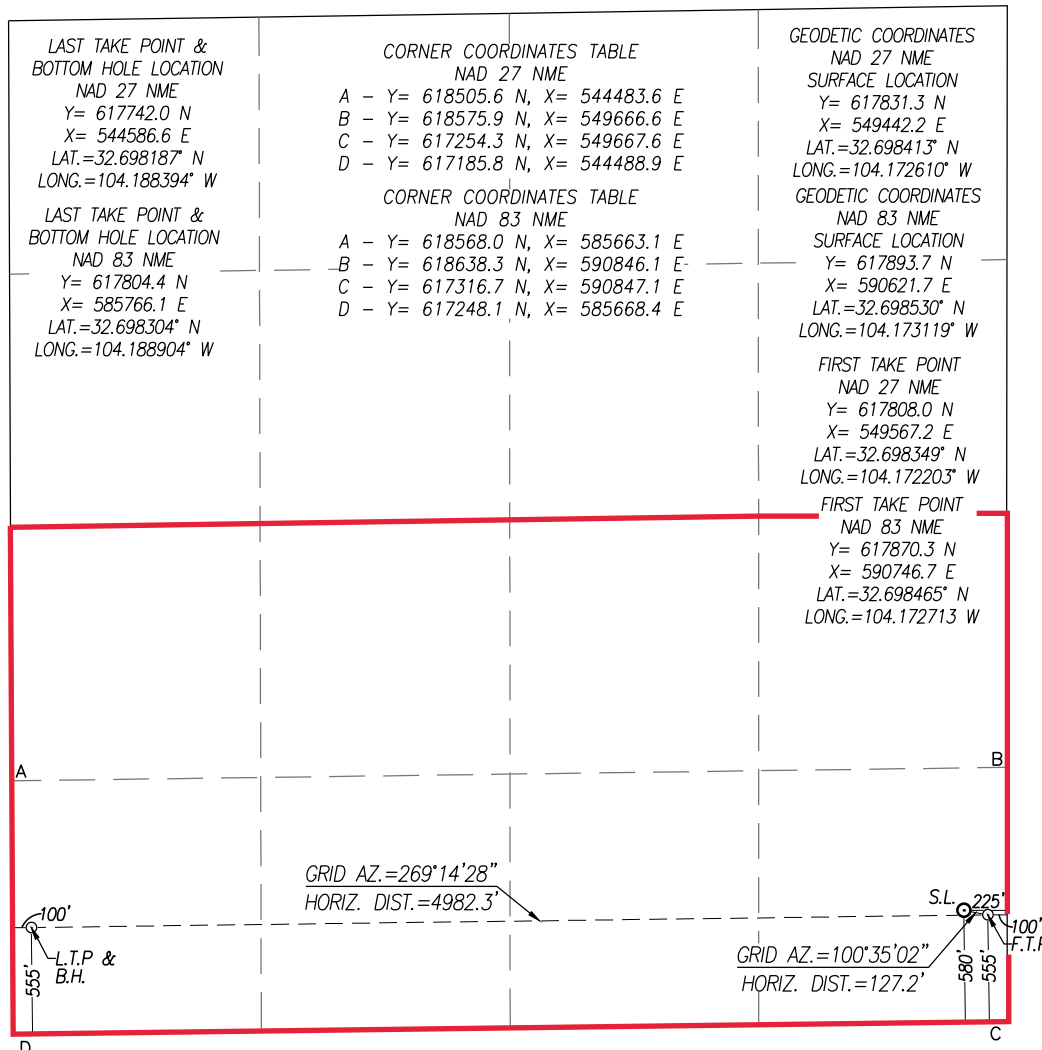 LAST TAKE POINT &
BOTTOM HOLE LOCATION
NAD 27 NME
Y= 617742.0 N
X= 544586.6 E
LAT.=32.698187° N
LONG.=104.188394° W
LAST TAKE POINT &
BOTTOM HOLE LOCATION
NAD 83 NME
Y= 617804.4 N
X= 585766.1 E
LAT.=32.698304° N
LONG.=104.188904° W
CORNER COORDINATES TABLE
NAD 27 NME
A - Y= 618505.6 N, X= 544483.6 E
B - Y= 618575.9 N, X= 549666.6 E
C - Y= 617254.3 N, X= 549667.6 E
D - Y= 617185.8 N, X= 544488.9 E
CORNER COORDINATES TABLE
NAD 83 NME
A - Y= 618568.0 N, X= 585663.1 E
B - Y= 618638.3 N, X= 590846.1 E
C - Y= 617316.7 N, X= 590847.1 E
D - Y= 617248.1 N, X= 585668.4 E
GEODETIC COORDINATES
NAD 27 NME
SURFACE LOCATION
Y= 617831.3 N
X= 549442.2 E
LAT.=32.698413° N
LONG.=104.172610° W
GEODETIC COORDINATES
NAD 83 NME
SURFACE LOCATION
Y= 617893.7 N
X= 590621.7 E
LAT.=32.698530° N
LONG.=104.173119° W
FIRST TAKE POINT
NAD 27 NME
Y= 617808.0 N
X= 549567.2 E
LAT.=32.698349° N
LONG.=104.172203° W
FIRST TAKE POINT
NAD 83 NME
Y= 617870.3 N
X= 590746.7 E
LAT.=32.698465° N
LONG.=104.172713 W
A
B
GRID AZ.=269°14'28"
HORIZ. DIST.=4982.3'
S.L.
225'
100'
100'
F.T.P
L.T.P &
B.H.
GRID AZ.=100°35'02"
HORIZ. DIST.=127.2'
555'
580'
555'
D
C